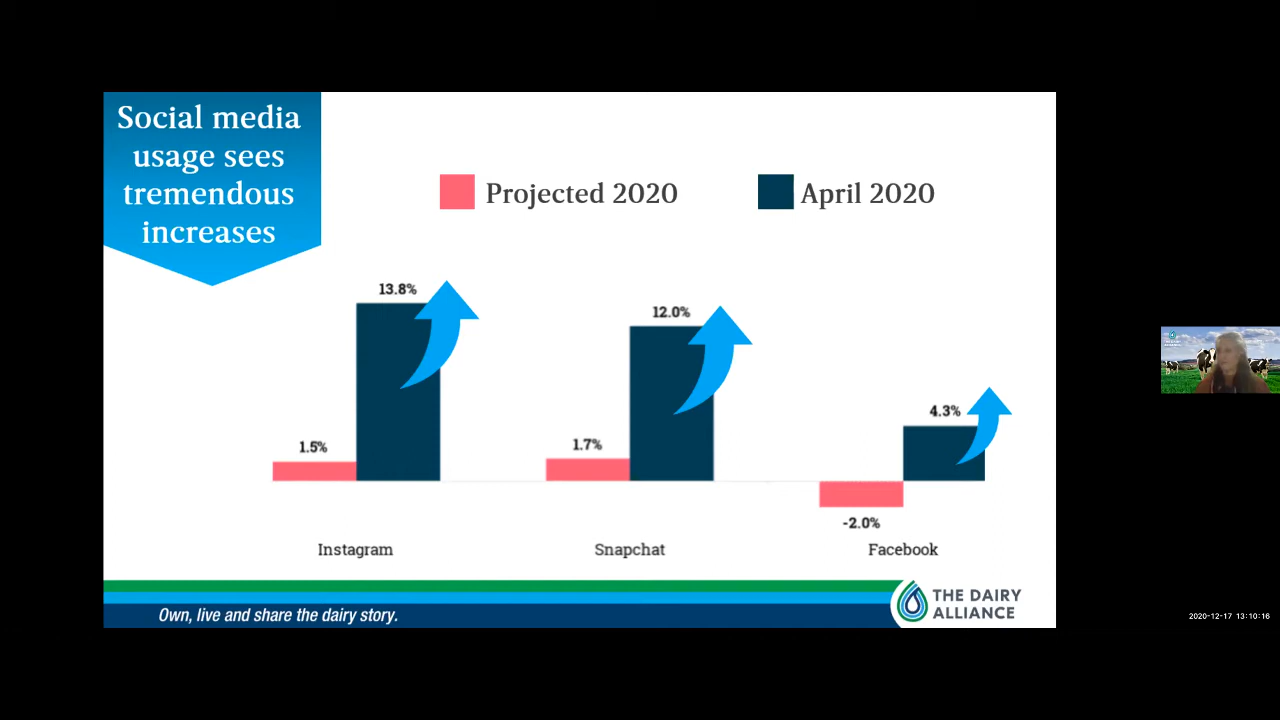 Social media
usage sees
tremendous
increases
Projected 2020
April 2020
13.8%
12.0%
4.3%
1.5%
1.7%
-2.0%
Instagram
Snapchat
Facebook
Own, live and share the dairy story.
THE DAIRY
ALLIANCE
2020-12-17 13:10:16